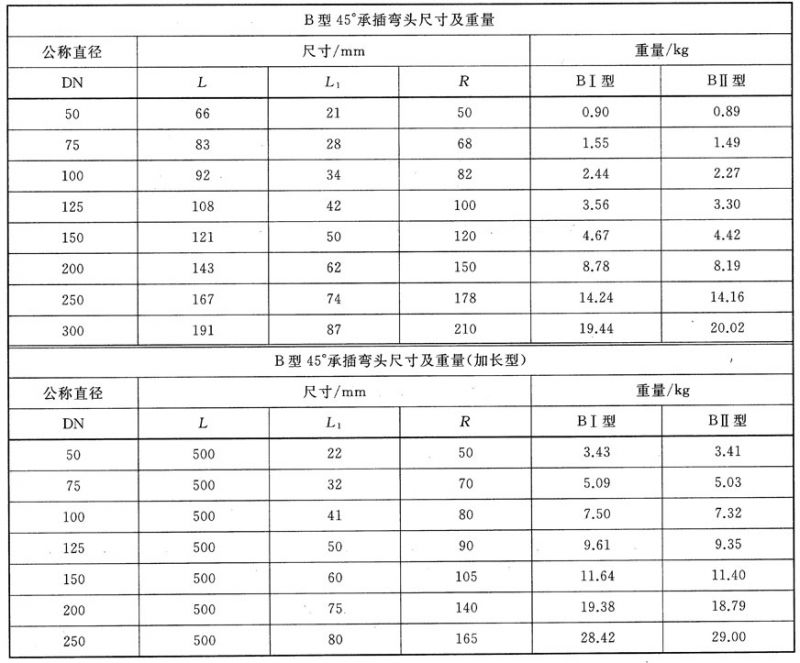 B型45°承插弯头尺寸及重量
公称直径 尺寸/mm 重量/kg
DN L L₁ R BⅠ型 BⅡ型
50 66 21 50 0.90 0.89
75 83 28 68 1.55 1.49
100 92 34 82 2.44 2.27
125 108 42 100 3.56 3.30
150 121 50 120 4.67 4.42
200 143 62 150 8.78 8.19
250 167 74 178 14.24 14.16
300 191 87 210 19.44 20.02
B型45°承插弯头尺寸及重量(加长型)
公称直径 尺寸/mm 重量/kg
DN L L₁ R BⅠ型 BⅡ型
50 500 22 50 3.43 3.41
75 500 32 70 5.09 5.03
100 500 41 80 7.50 7.32
125 500 50 90 9.61 9.35
150 500 60 105 11.64 11.40
200 500 75 140 19.38 18.79
250 500 80 165 28.42 29.00